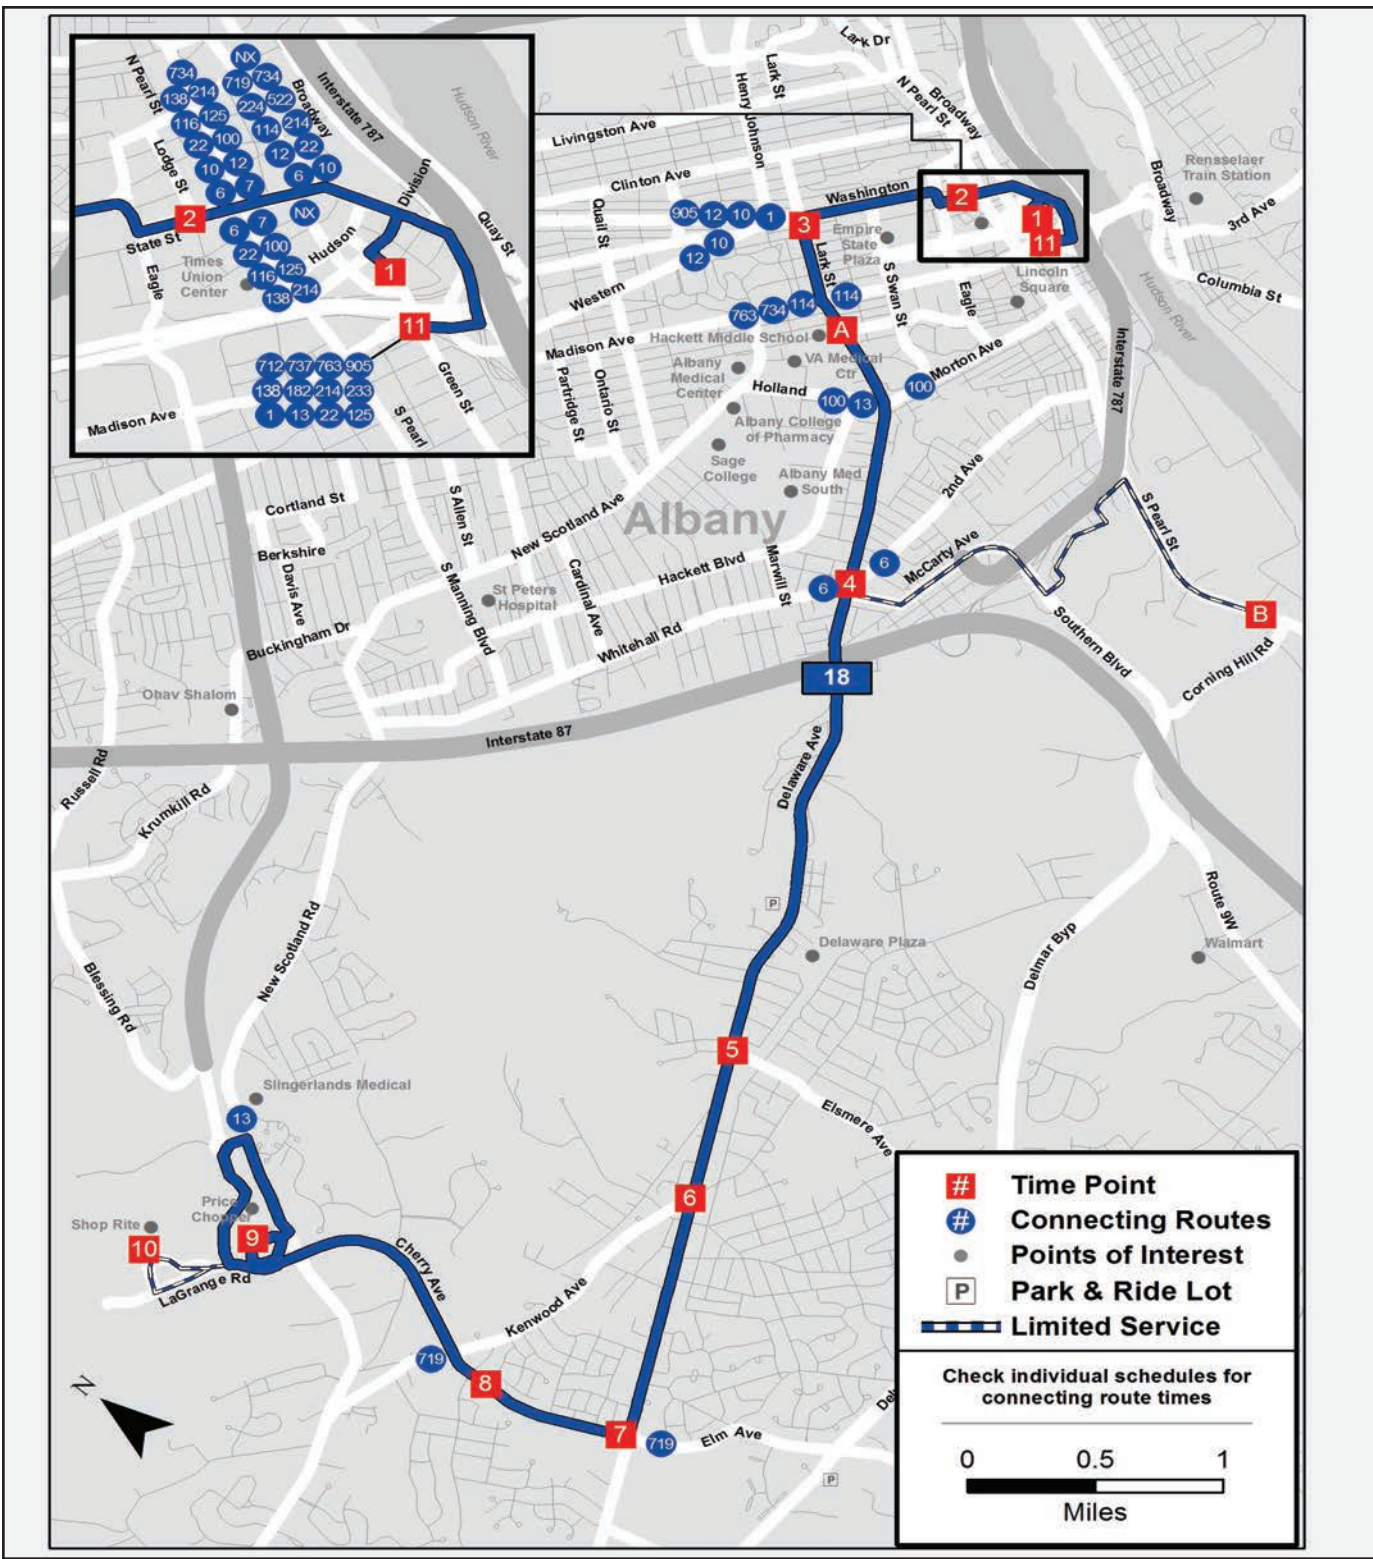 NX
734
719
734
214
138
224
522
Broadway
Interstate 787
Hudson River
N Pearl St
116
125
114
214
22
100
12
22
Lodge St
10
12
6
10
6
7
Division
2
7
NX
State St
6
Hudson
Quay St
22
100
Times
Union
Center
116
125
1
Eagle
138
214
11
712
737
763
905
138
182
214
233
1
13
22
125
Green St
S Pearl
Madison Ave
Lark Dr
Lark St
Henry Johnson
N Pearl St
Broadway
Livingston Ave
Clinton Ave
Washington
2
Broadway
Rensselaer
Train Station
3rd Ave
Columbia St
Quail St
905
12
10
1
3
Empire
State
Plaza
1
11
10
12
Lark St
Lincoln
Square
Hudson River
Western
S Swan St
Eagle
114
763
734
114
Hackett Middle School
A
Madison Ave
Morton Ave
Interstate 787
Albany
Medical
Center
VA Medical
Ctr
Partridge St
Ontario St
Holland
100
13
100
Albany College
of Pharmacy
Sage
College
Albany Med
South
2nd Ave
Cortland St
S Allen St
New Scotland Ave
Albany
S Pearl St
Berkshire
Davis Ave
S Manning Blvd
Cardinal Ave
Hackett Blvd
Marwill St
McCarty Ave
6
4
6
St Peters
Hospital
B
Buckingham Dr
Whitehall Rd
Southern Blvd
Corning Hill Rd
18
Ohav Shalom
Interstate 87
Russell Rd
Krumkill Rd
Delaware Ave
P
Route 9W
New Scotland Rd
Delaware Plaza
Walmart
Delmar Byp
Blessing Rd
5
Slingerlands Medical
13
Elsmere Ave
Price
Chopper
6
Shop Rite
10
9
LaGrange Rd
Cherry Ave
Kenwood Ave
719
8
7
719
Elm Ave
P
N
# Time Point
# Connecting Routes
Points of Interest
P Park & Ride Lot
Limited Service
Check individual schedules for
connecting route times
0 0.5 1
Miles